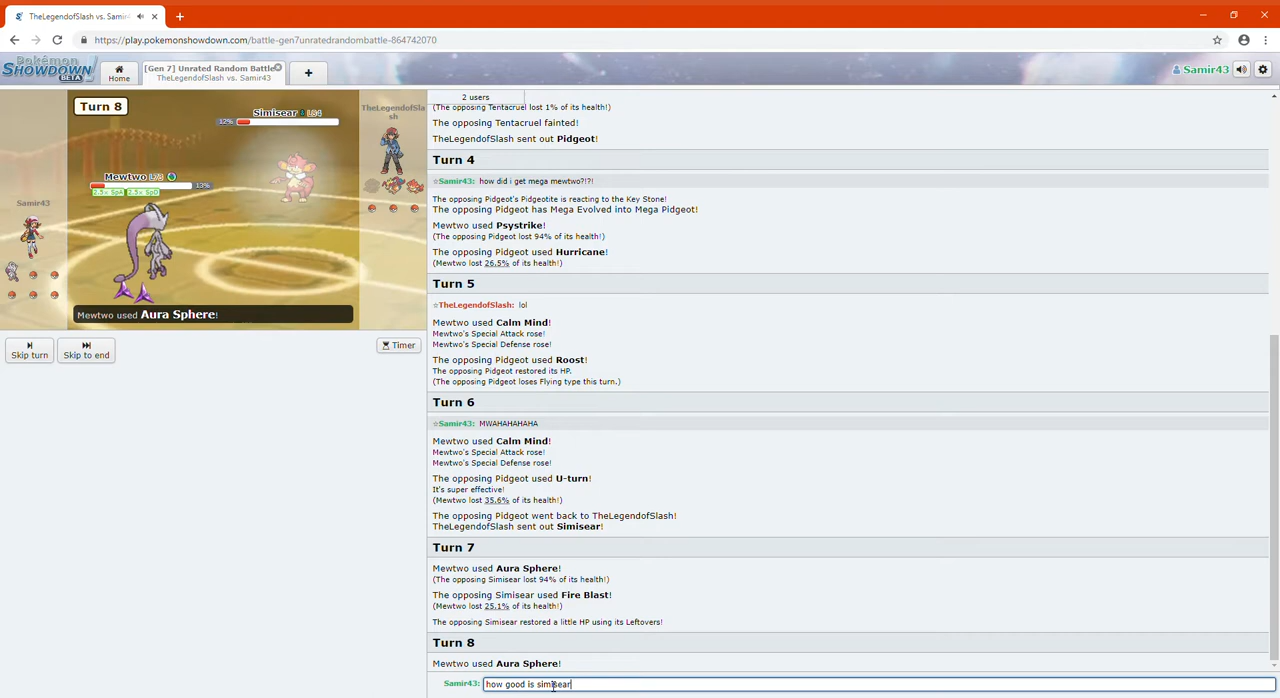 TheLegendofSlash vs. Samir
https://play.pokemonshowdown.com/battle-gen7unratedrandombattle-864742070
Pokémon
SHOWDOWN
BETA
Home
[Gen 7] Unrated Random Battle
TheLegendofSlash vs. Samir43
+
Samir43
Turn 8
Simisear
12%
Mewtwo
13%
2.5× SpA 2.5× SpD
Samir43
TheLegendofSla
sh
Mewtwo used Aura Sphere!
Skip turn
Skip to end
Timer
2 users
(The opposing Tentacruel lost 1% of its health!)
The opposing Tentacruel fainted!
TheLegendofSlash sent out Pidgeot!
Turn 4
☆Samir43: how did i get mega mewtwo?!?!
The opposing Pidgeot's Pidgeotite is reacting to the Key Stone!
The opposing Pidgeot has Mega Evolved into Mega Pidgeot!
Mewtwo used Psystrike!
(The opposing Pidgeot lost 94% of its health!)
The opposing Pidgeot used Hurricane!
(Mewtwo lost 26.5% of its health!)
Turn 5
☆TheLegendofSlash: lol
Mewtwo used Calm Mind!
Mewtwo's Special Attack rose!
Mewtwo's Special Defense rose!
The opposing Pidgeot used Roost!
The opposing Pidgeot restored its HP.
(The opposing Pidgeot loses Flying type this turn.)
Turn 6
☆Samir43: MWAHAHAHAHA
Mewtwo used Calm Mind!
Mewtwo's Special Attack rose!
Mewtwo's Special Defense rose!
The opposing Pidgeot used U-turn!
It's super effective!
(Mewtwo lost 35.6% of its health!)
The opposing Pidgeot went back to TheLegendofSlash!
TheLegendofSlash sent out Simisear!
Turn 7
Mewtwo used Aura Sphere!
(The opposing Simisear lost 94% of its health!)
The opposing Simisear used Fire Blast!
(Mewtwo lost 25.1% of its health!)
The opposing Simisear restored a little HP using its Leftovers!
Turn 8
Mewtwo used Aura Sphere!
Samir43: how good is simisear